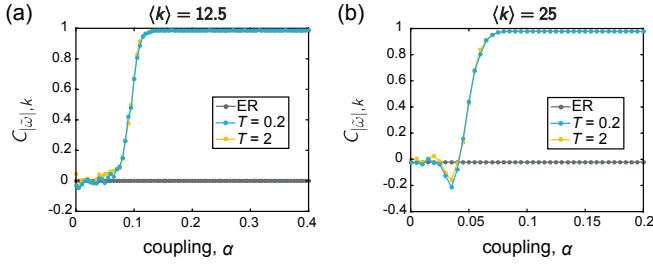 (a)
⟨k⟩ = 12.5
1
0.8
0.6
0.4
0.2
0
-0.2
C|ω̃|,k
ER
T = 0.2
T = 2
0
0.1
0.2
0.3
0.4
coupling, α
(b)
⟨k⟩ = 25
1
0.8
0.6
0.4
0.2
0
-0.2
-0.4
C|ω̃|,k
ER
T = 0.2
T = 2
0
0.05
0.1
0.15
0.2
coupling, α